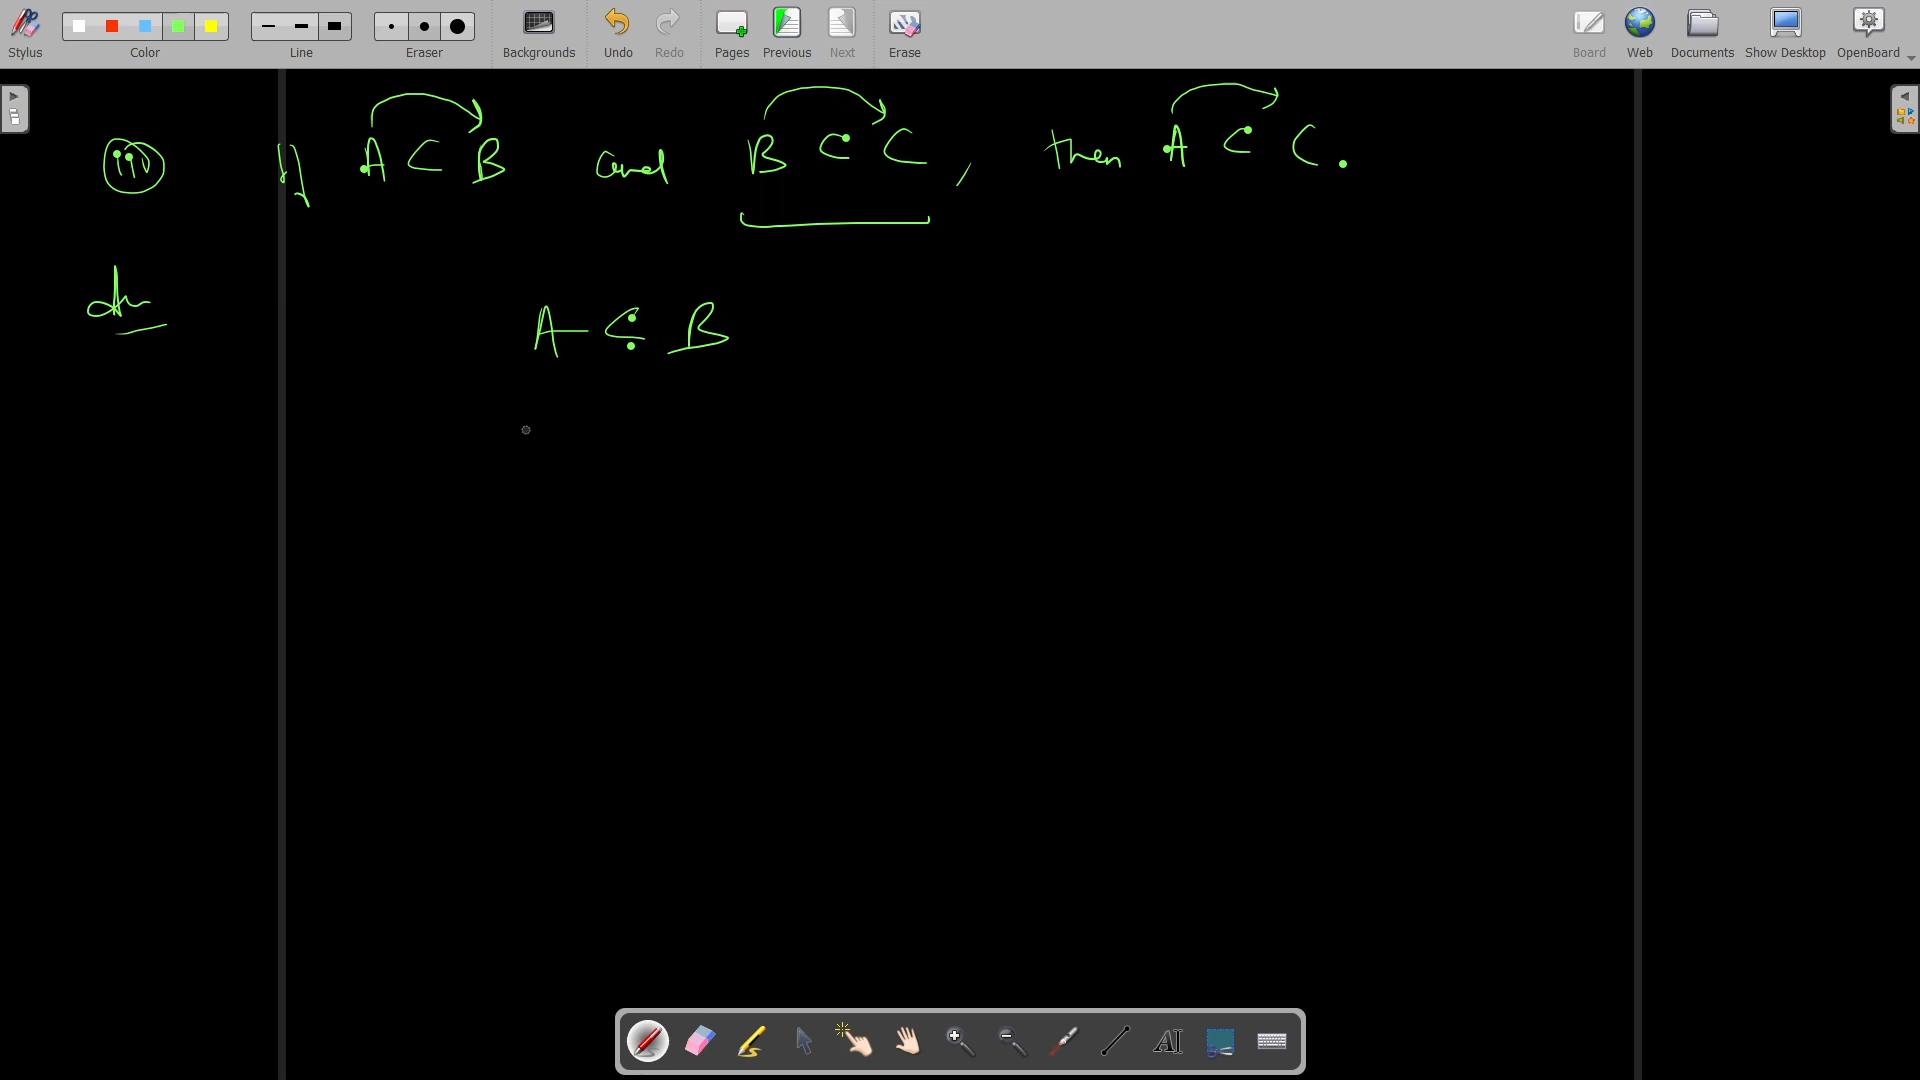 Stylus Color Line Eraser Backgrounds Undo Redo Pages Previous Next Erase Board Web Documents Show Desktop OpenBoard
iii If A ⊂ B and B ⊂ C, then A ⊂ C.
A ⊂ B
AI